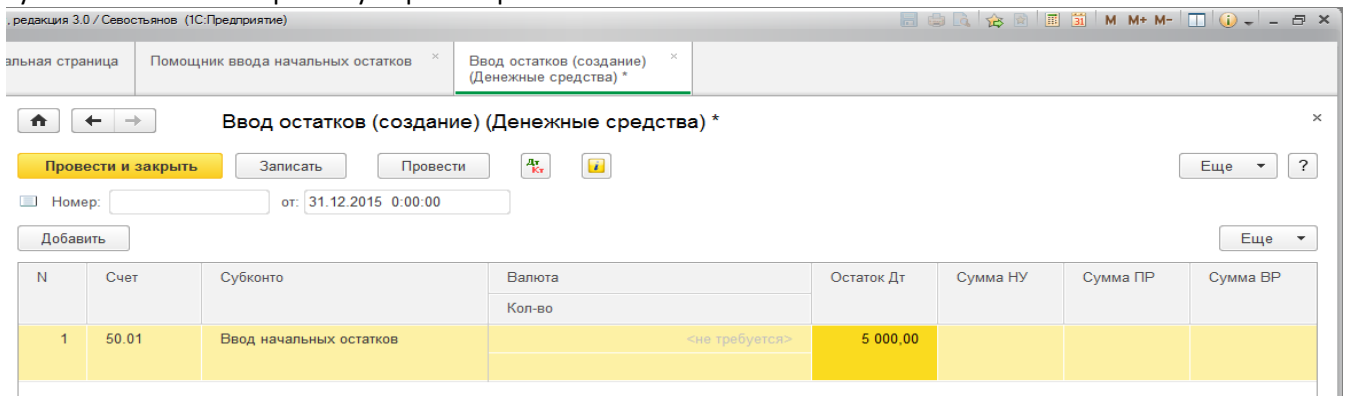 , редакция 3.0 / Севостьянов (1С:Предприятие) 31 M M+ M-
альная страница Помощник ввода начальных остатков × Ввод остатков (создание) ×
(Денежные средства) *
Ввод остатков (создание) (Денежные средства) * ×
Провести и закрыть Записать Провести Дт Кт Еще ?
Номер: от: 31.12.2015 0:00:00
Добавить Еще
N Счет Субконто Валюта Остаток Дт Сумма НУ Сумма ПР Сумма ВР
Кол-во
1 50.01 Ввод начальных остатков <не требуется> 5 000,00